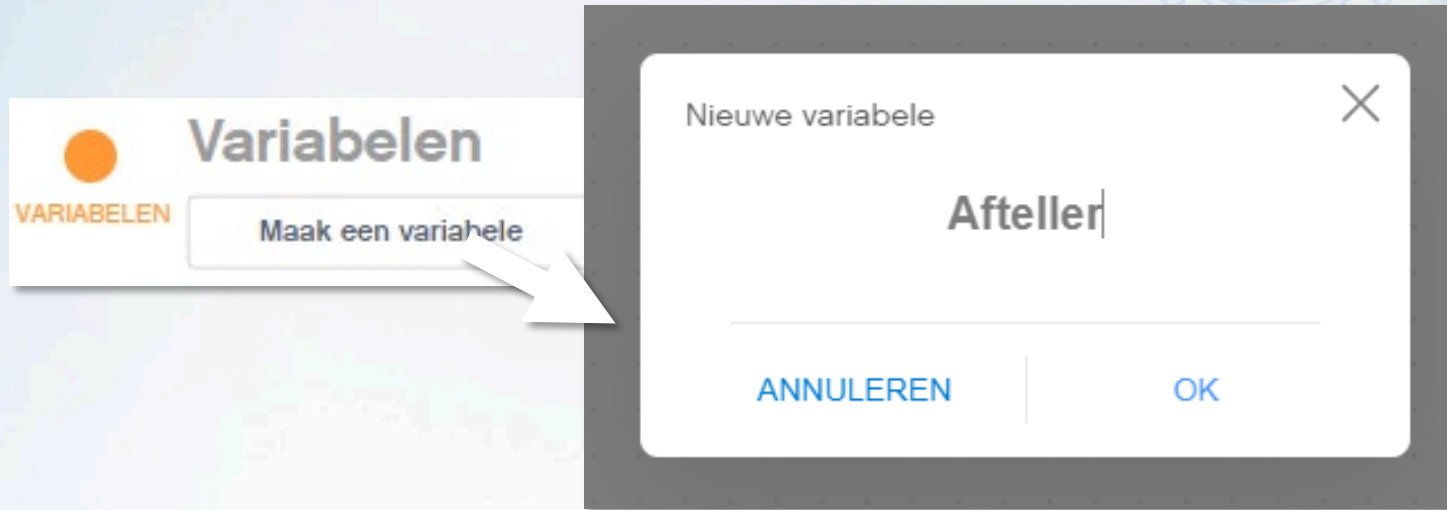 Variabelen
VARIABELEN
Maak een variabele
Nieuwe variabele
Afteller
ANNULEREN
OK